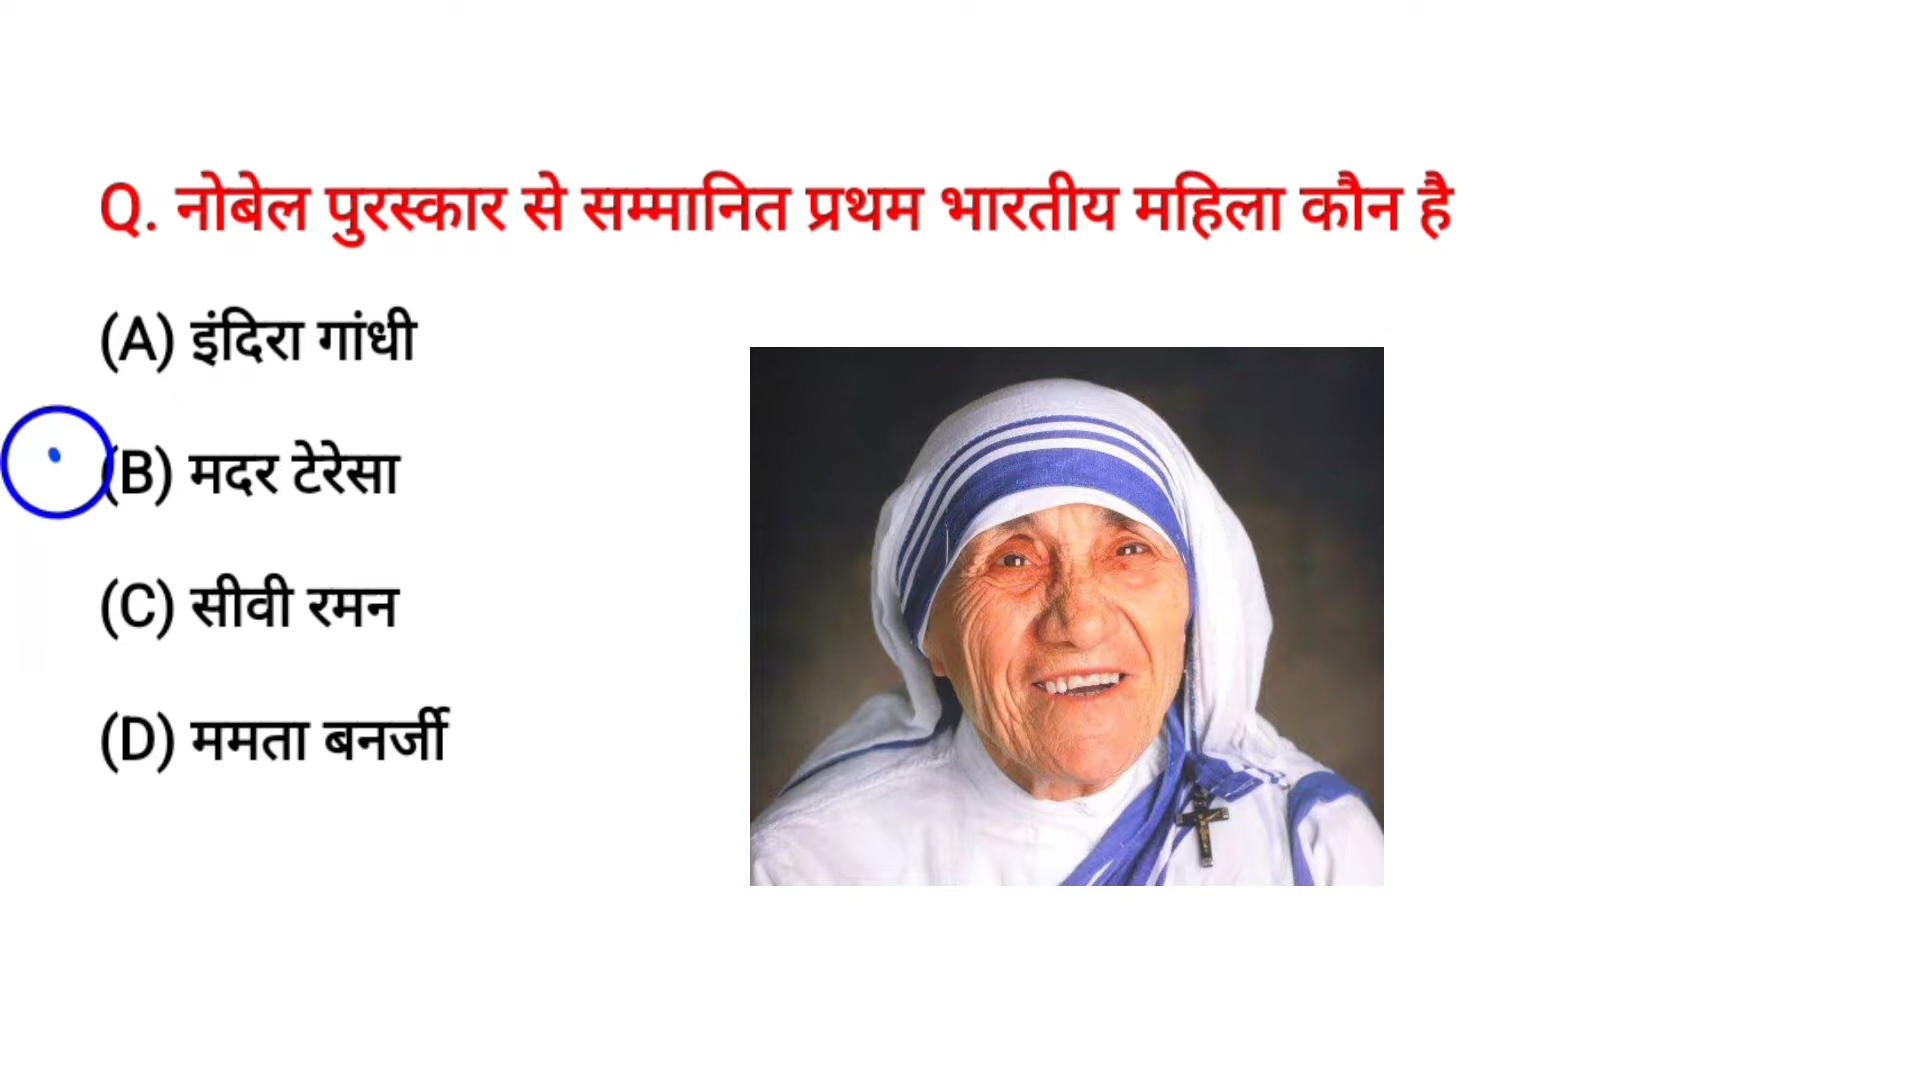 Q. नोबेल पुरस्कार से सम्मानित प्रथम भारतीय महिला कौन है
(A) इंदिरा गांधी
(B) मदर टेरेसा
(C) सीवी रमन
(D) ममता बनर्जी